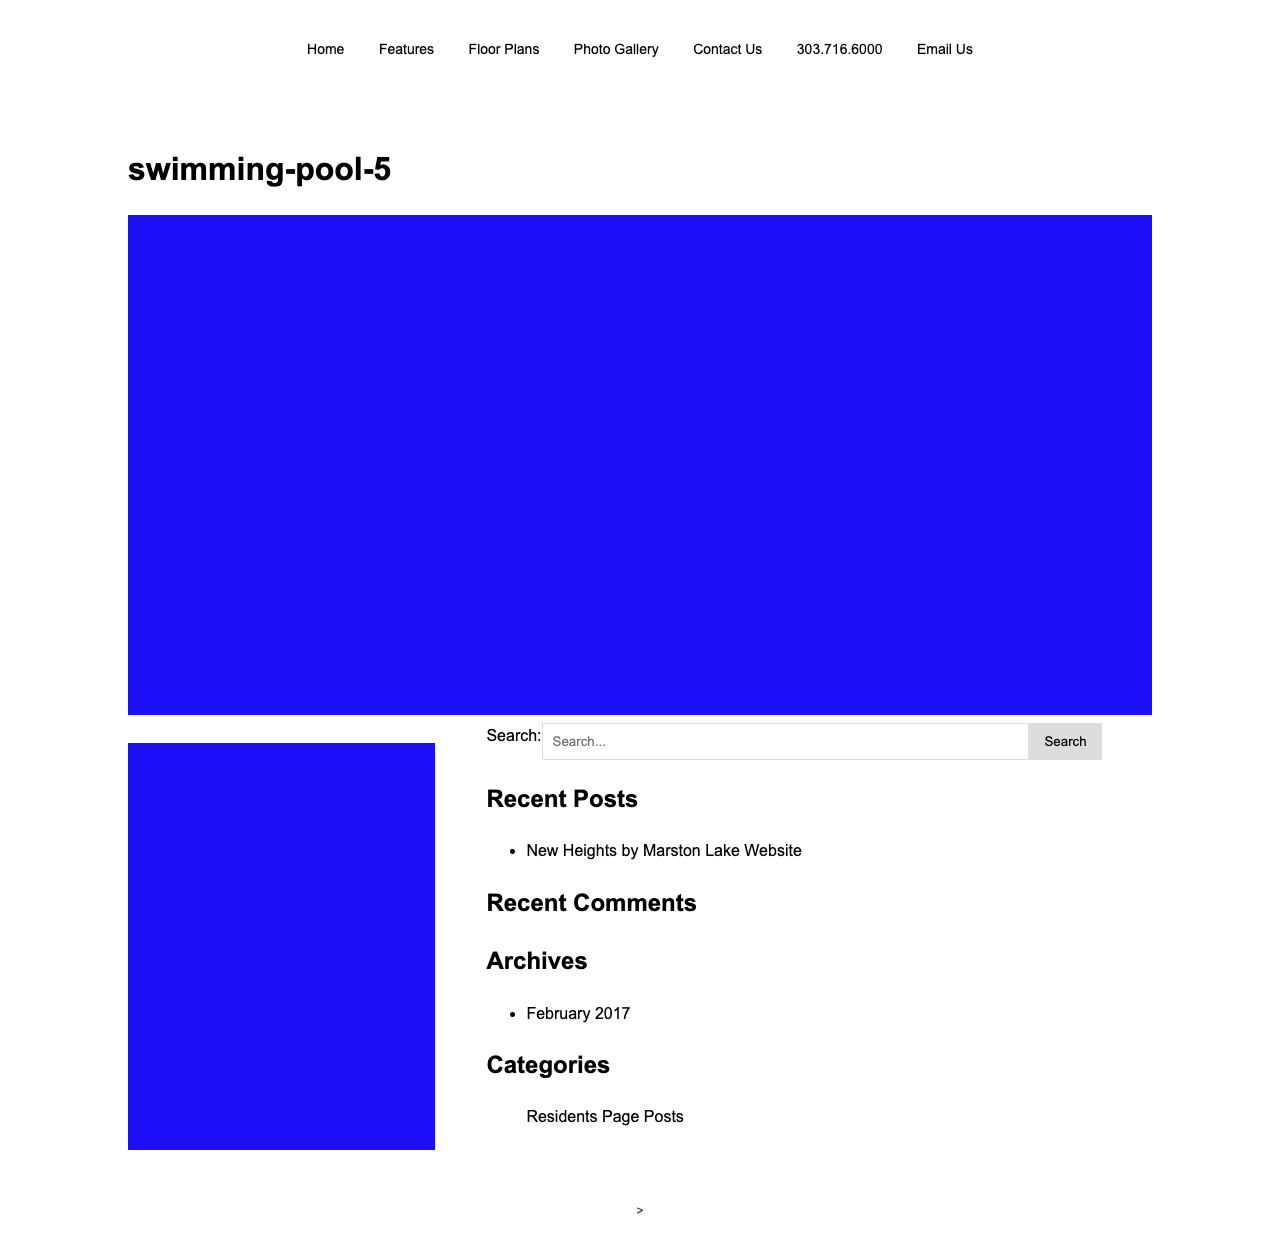 Home Features Floor Plans Photo Gallery Contact Us 303.716.6000 Email Us
swimming-pool-5
Search: Search... Search
Recent Posts
New Heights by Marston Lake Website
Recent Comments
Archives
February 2017
Categories
Residents Page Posts
>